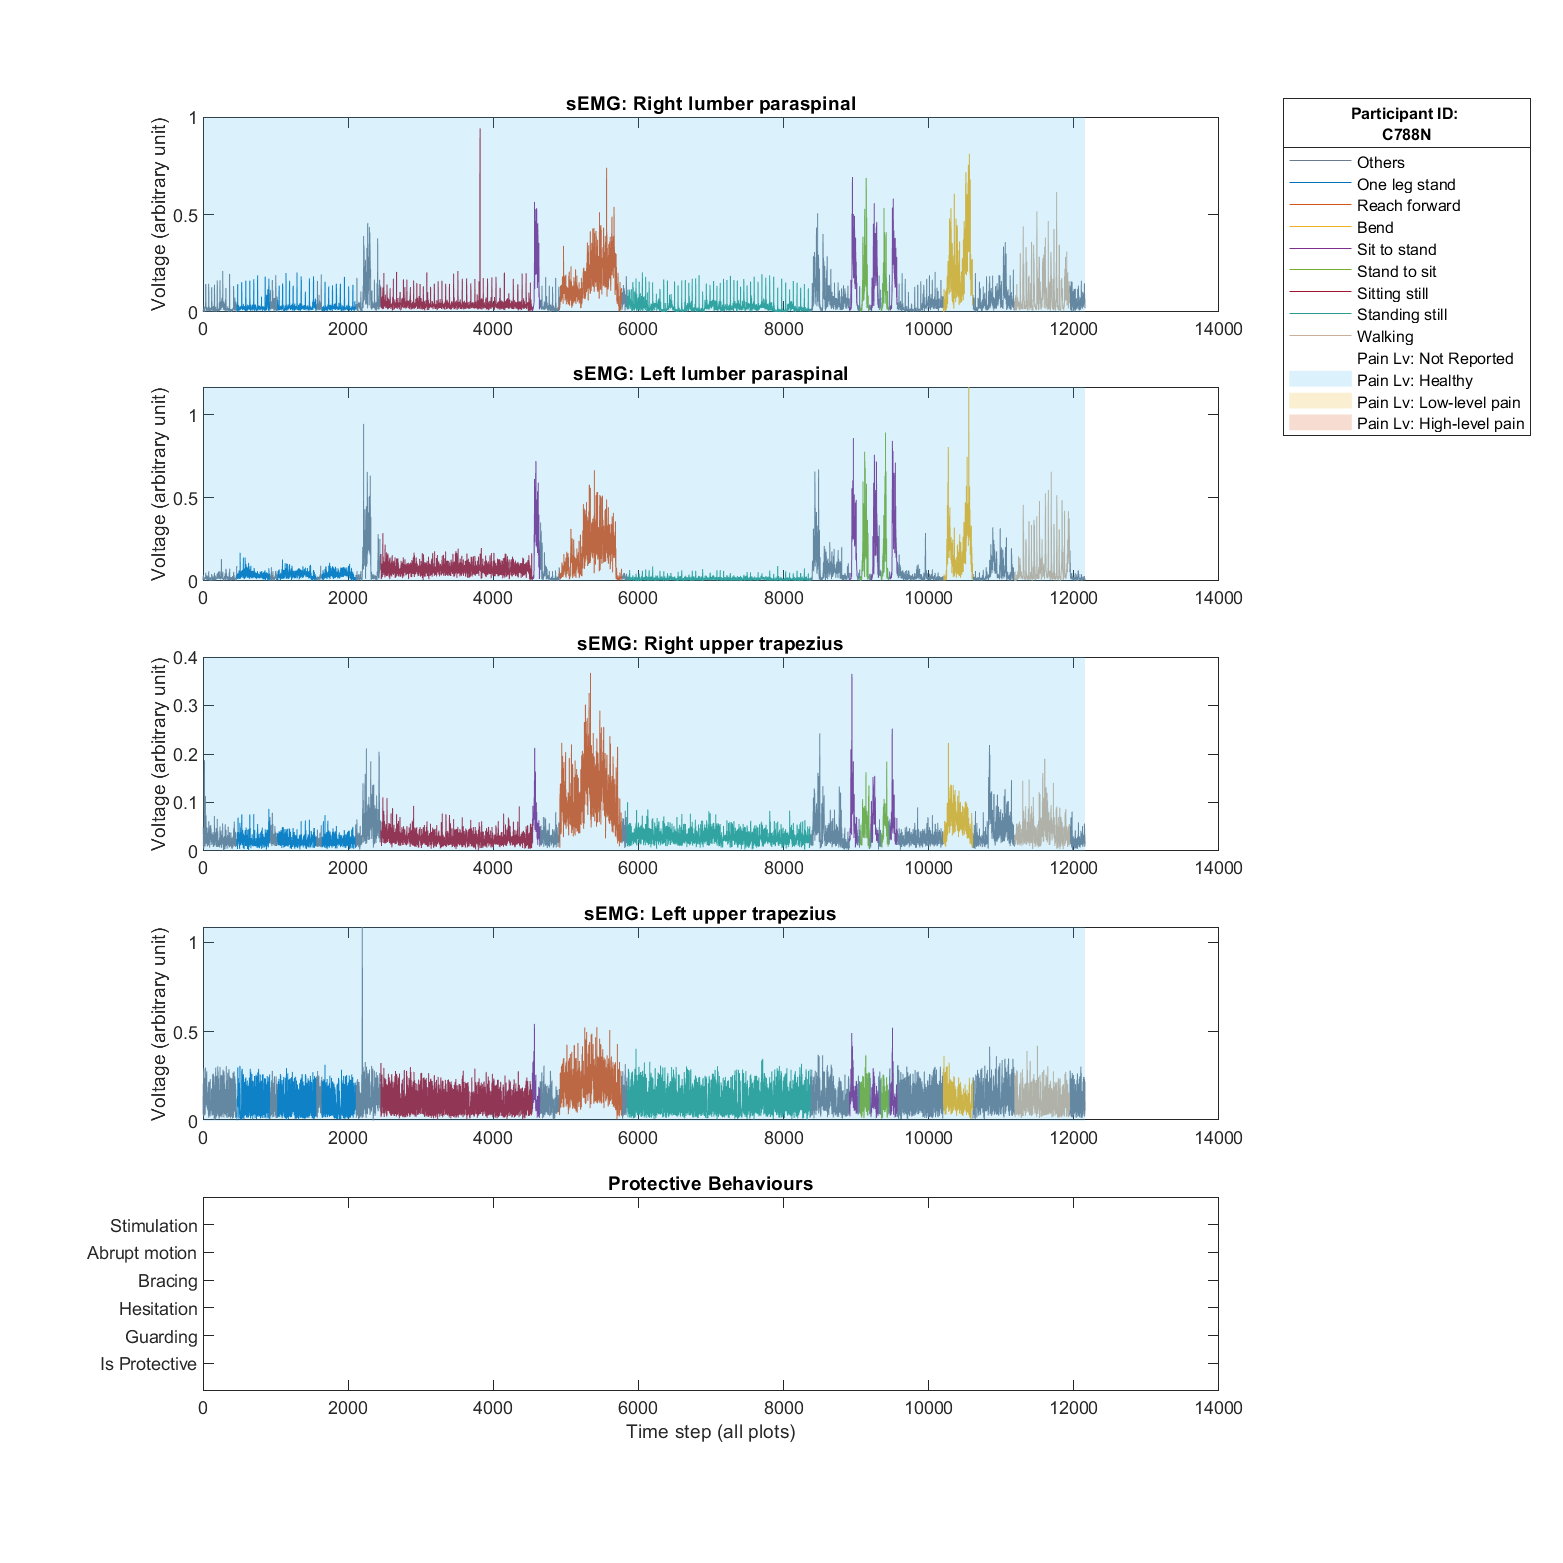 sEMG: Right lumber paraspinal
Voltage (arbitrary unit)
1
0.5
0
0 2000 4000 6000 8000 10000 12000 14000
sEMG: Left lumber paraspinal
Voltage (arbitrary unit)
1
0.5
0
0 2000 4000 6000 8000 10000 12000 14000
sEMG: Right upper trapezius
Voltage (arbitrary unit)
0.4
0.3
0.2
0.1
0
0 2000 4000 6000 8000 10000 12000 14000
sEMG: Left upper trapezius
Voltage (arbitrary unit)
1
0.5
0
0 2000 4000 6000 8000 10000 12000 14000
Protective Behaviours
Stimulation
Abrupt motion
Bracing
Hesitation
Guarding
Is Protective
0 2000 4000 6000 8000 10000 12000 14000
Time step (all plots)
Participant ID:
C788N
Others
One leg stand
Reach forward
Bend
Sit to stand
Stand to sit
Sitting still
Standing still
Walking
Pain Lv: Not Reported
Pain Lv: Healthy
Pain Lv: Low-level pain
Pain Lv: High-level pain